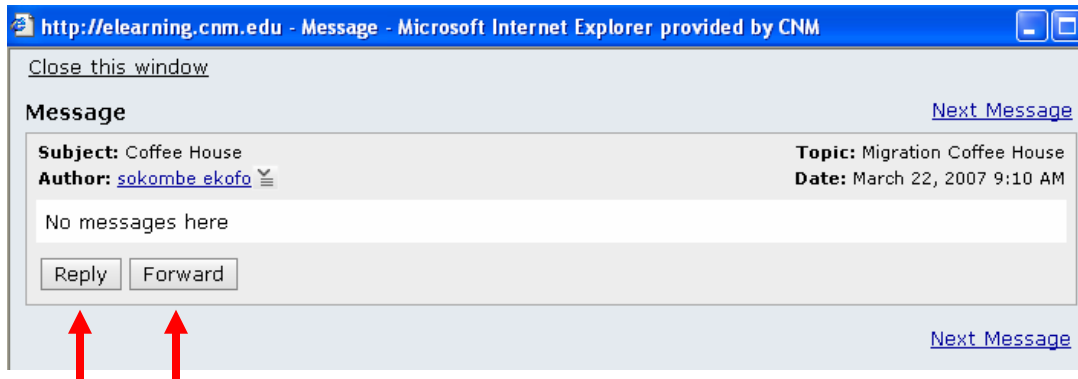 http://elearning.cnm.edu - Message - Microsoft Internet Explorer provided by CNM
Close this window
Message
Next Message
Subject: Coffee House
Topic: Migration Coffee House
Author: sokombe ekofo
Date: March 22, 2007 9:10 AM
No messages here
Reply
Forward
Next Message